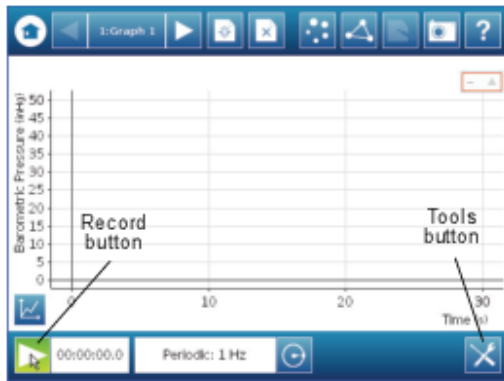 1:Graph 1
?
Barometric Pressure (inHg)
50
45
40
35
30
25
20
15
10
5
0
Record
button
Tools
button
0
10
20
30
Time (s)
00:00:00.0
Periodic: 1 Hz